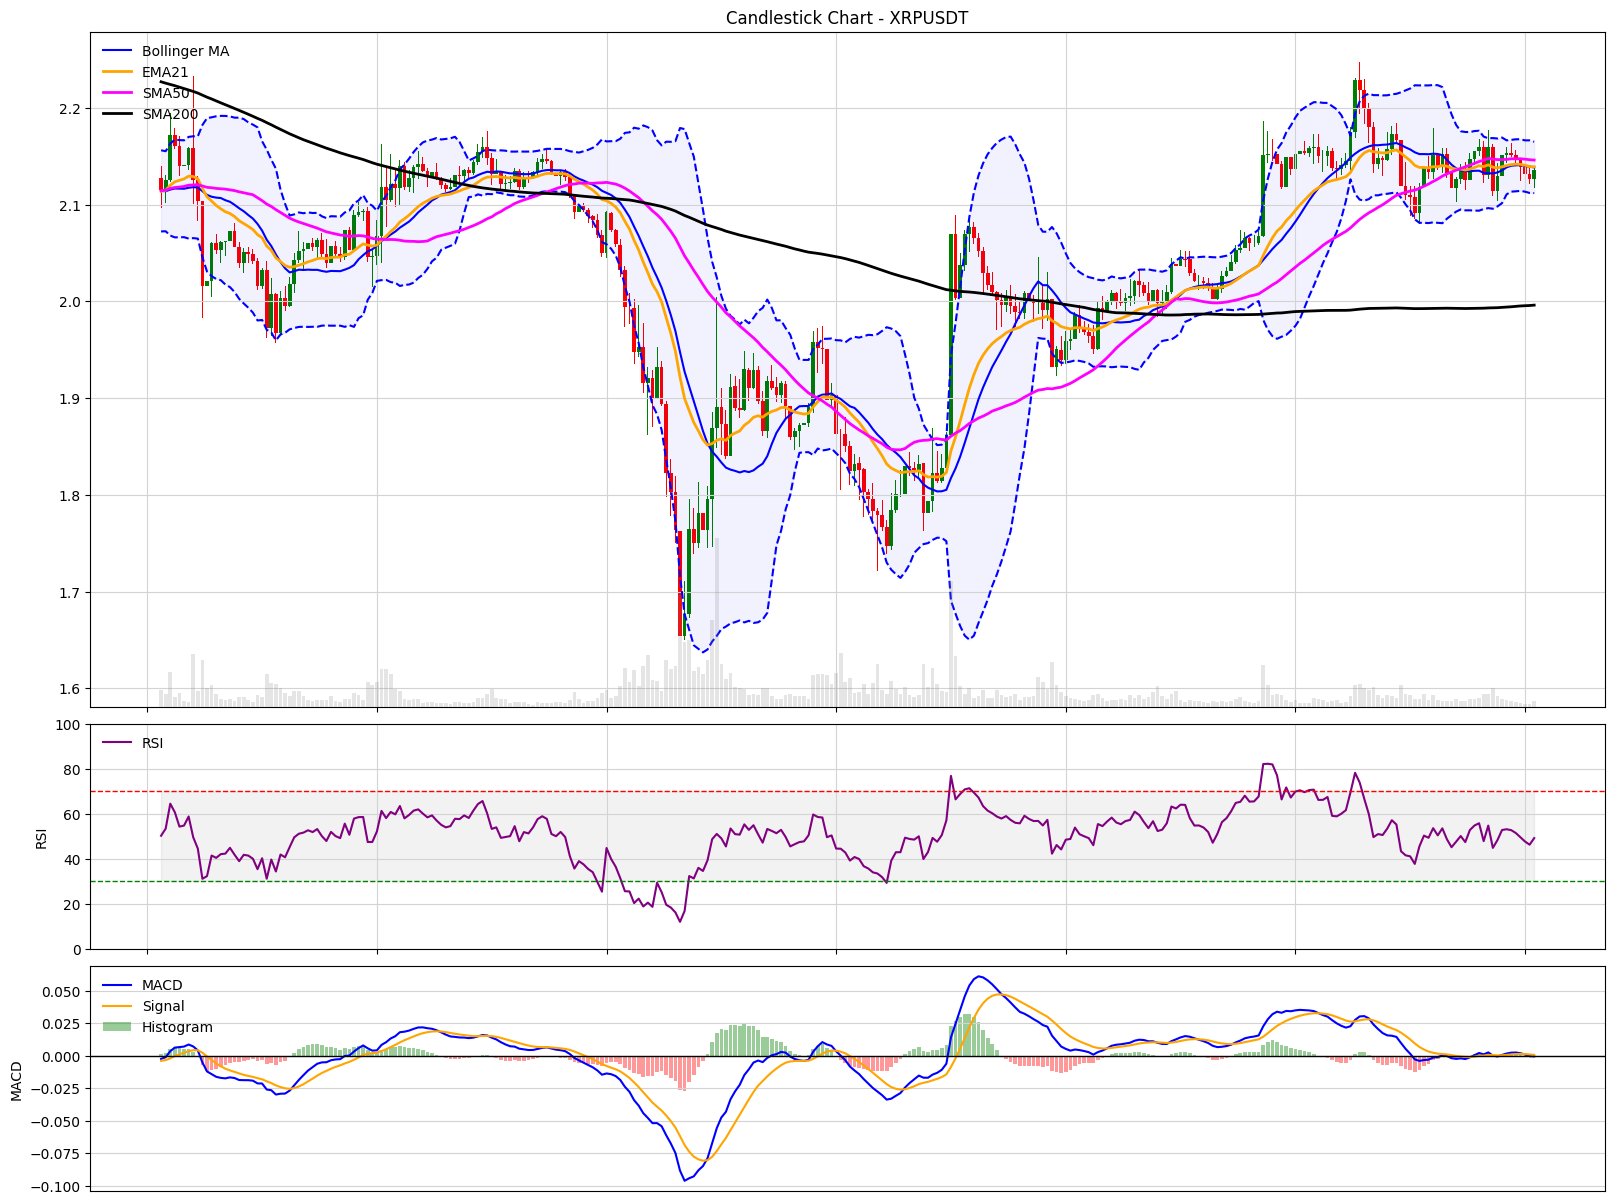 Candlestick Chart - XRPUSDT
Bollinger MA
EMA21
SMA50
SMA200
2.2
2.1
2.0
1.9
1.8
1.7
1.6
RSI
RSI
100
80
60
40
20
0
MACD
Signal
Histogram
MACD
0.050
0.025
0.000
−0.025
−0.050
−0.075
−0.100